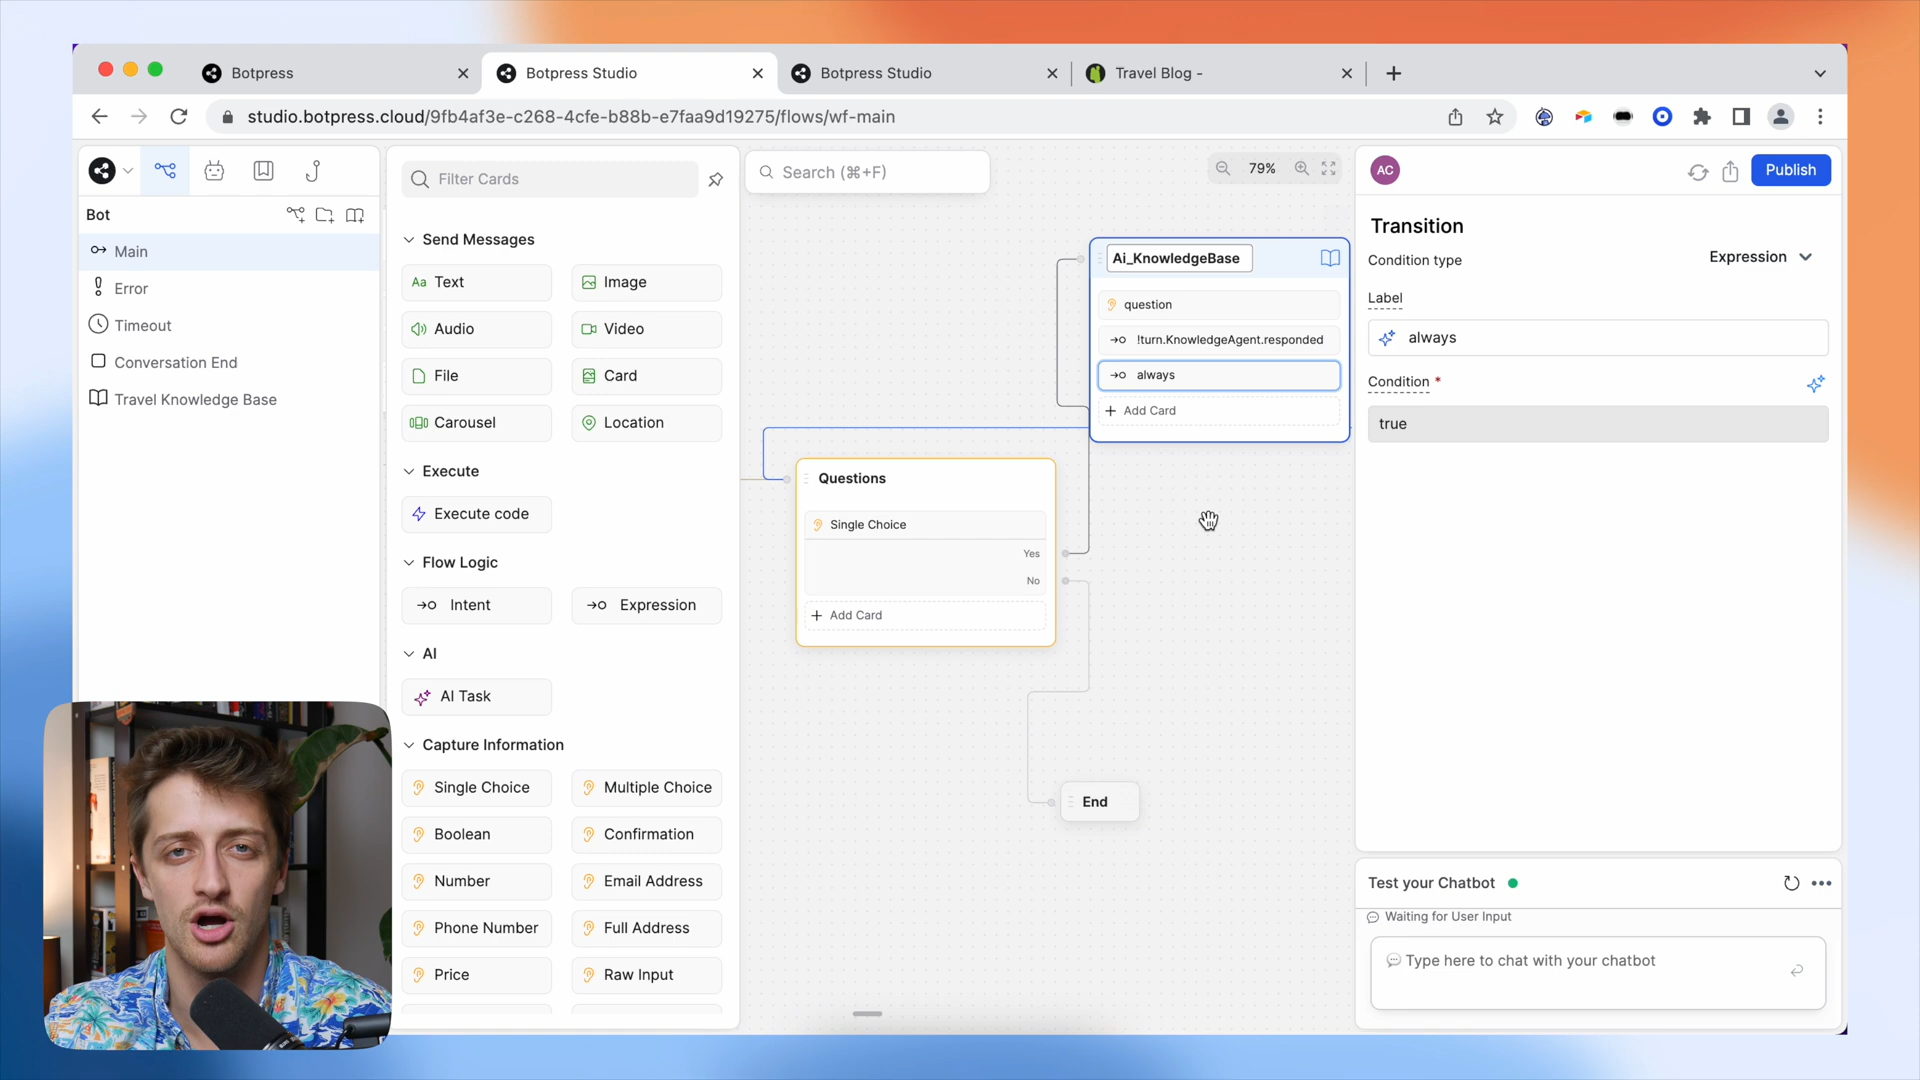 Botpress
Botpress Studio
Botpress Studio
Travel Blog -
studio.botpress.cloud/9fb4af3e-c268-4cfe-b88b-e7faa9d19275/flows/wf-main
Bot
Main
Error
Timeout
Conversation End
Travel Knowledge Base
Filter Cards
Send Messages
Aa Text
Image
Audio
Video
File
Card
Carousel
Location
Execute
Execute code
Flow Logic
Intent
Expression
AI
AI Task
Capture Information
Single Choice
Multiple Choice
Boolean
Confirmation
Number
Email Address
Phone Number
Full Address
Price
Raw Input
Search (⌘+F)
79%
Ai_KnowledgeBase
question
!turn.KnowledgeAgent.responded
always
+ Add Card
Questions
Single Choice
Yes
No
+ Add Card
End
AC
Publish
Transition
Condition type
Expression
Label
always
Condition *
true
Test your Chatbot
Waiting for User Input
Type here to chat with your chatbot